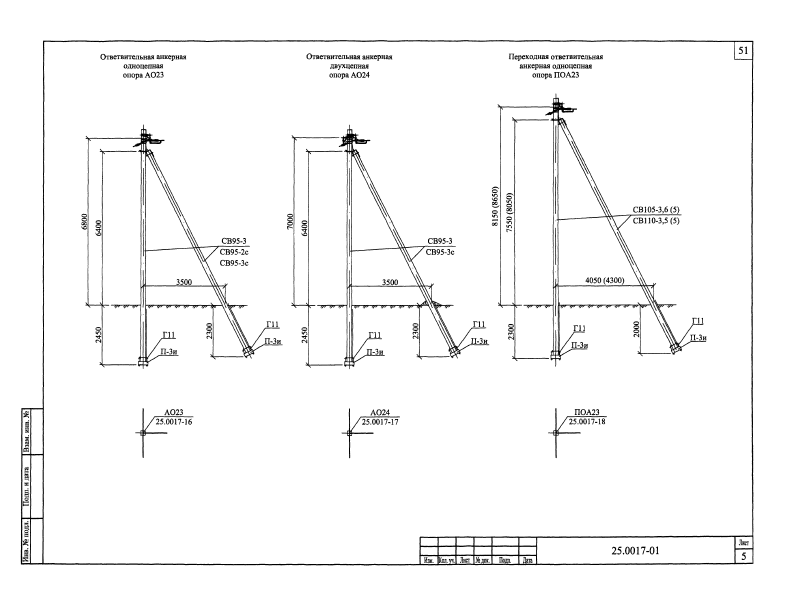 51
Ответвительная анкерная
одноцепная
опора АО23
Ответвительная анкерная
двухцепная
опора АО24
Переходная ответвительная
анкерная одноцепная
опора ПОА23
6800
6400
2450
СВ95-3
СВ95-2с
СВ95-3с
3500
2300
Г11
П-3и
Г11
П-3и
7000
6400
2450
СВ95-3
СВ95-3с
3500
2300
Г11
П-3и
Г11
П-3и
8150 (8650)
7550 (8050)
2300
СВ105-3,6 (5)
СВ110-3,5 (5)
4050 (4300)
2000
Г11
П-3и
Г11
П-3и
АО23
25.0017-16
АО24
25.0017-17
ПОА23
25.0017-18
Взам. инв. №
Подп. и дата
Инв. № подл.
Изм. Кол. уч. Лист № док. Подп. Дата
25.0017-01
Лист
5